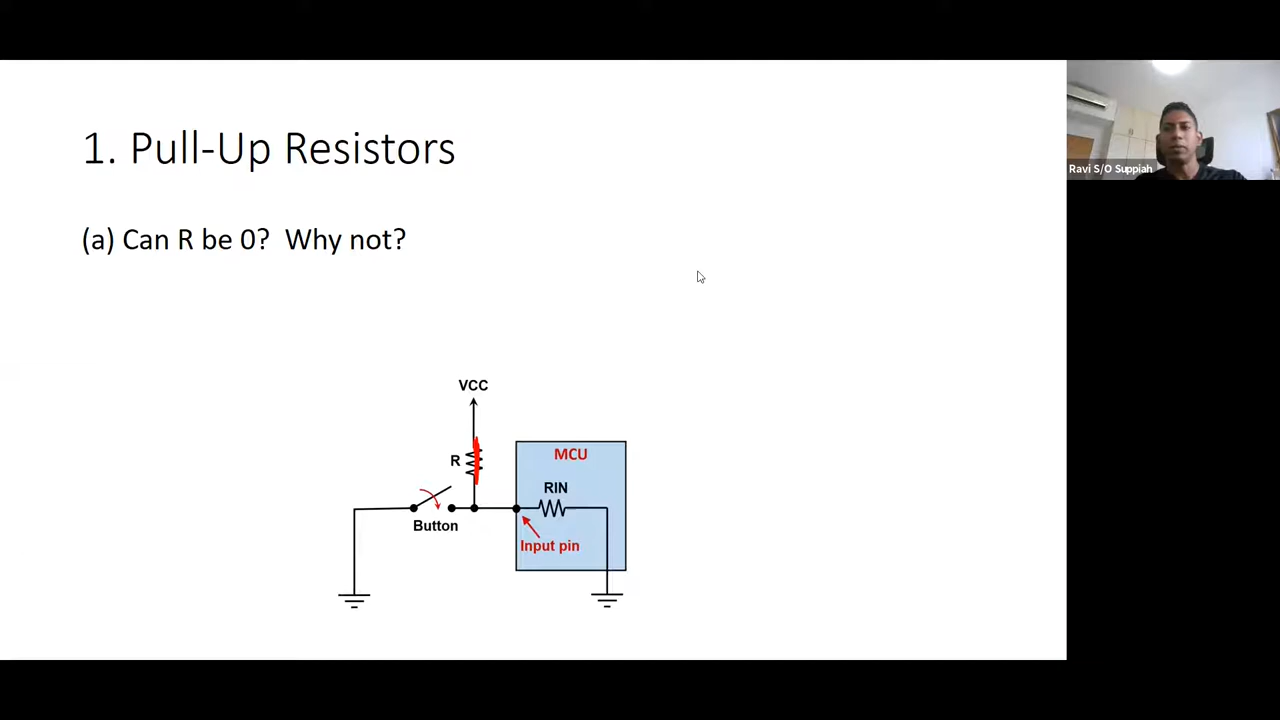 1. Pull-Up Resistors
Ravi S/O Suppiah
(a) Can R be 0? Why not?
VCC
R
MCU
RIN
Button
Input pin